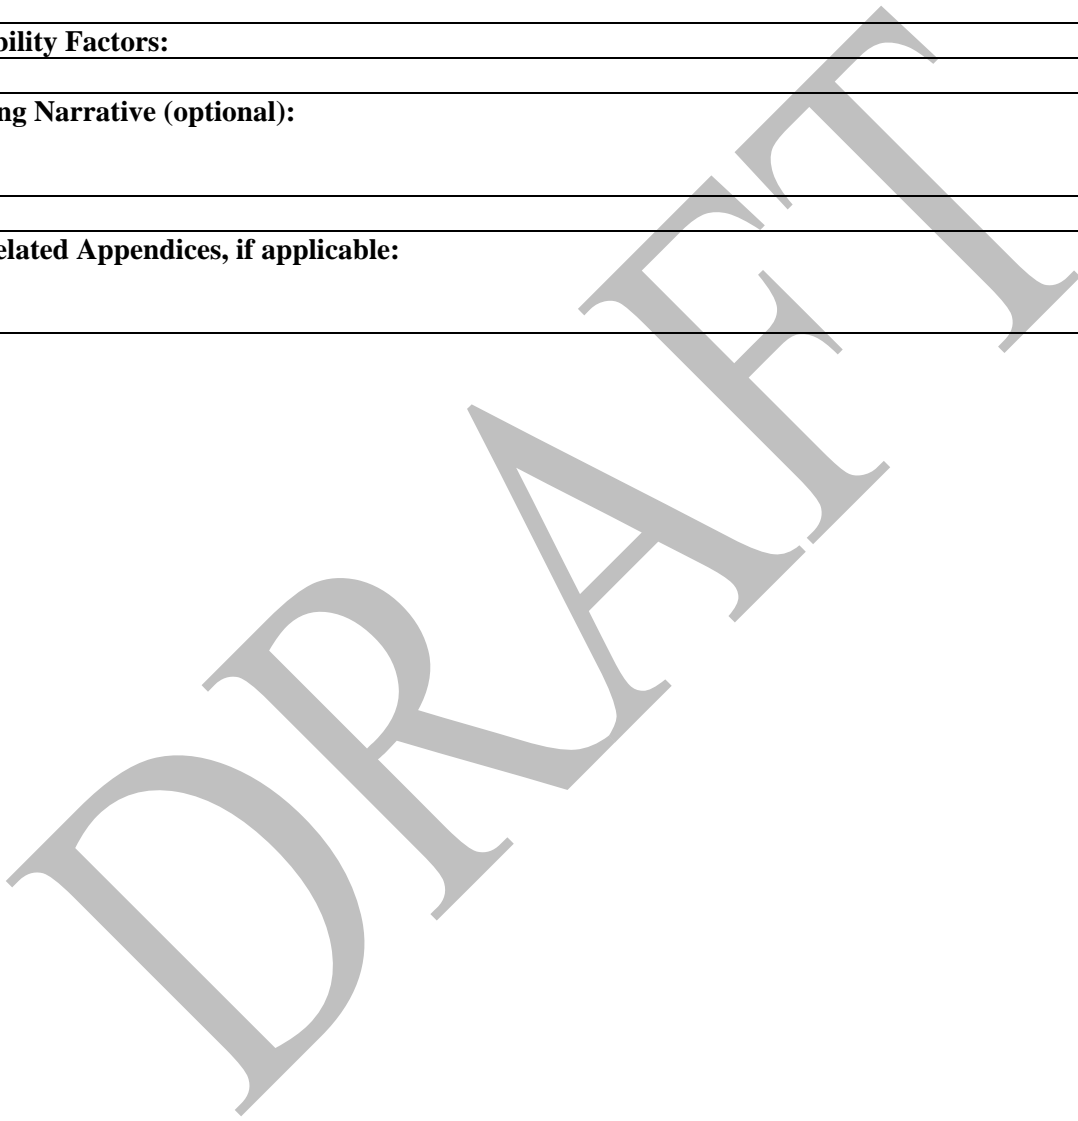 bility Factors:
ng Narrative (optional):
elated Appendices, if applicable:
DRAFT